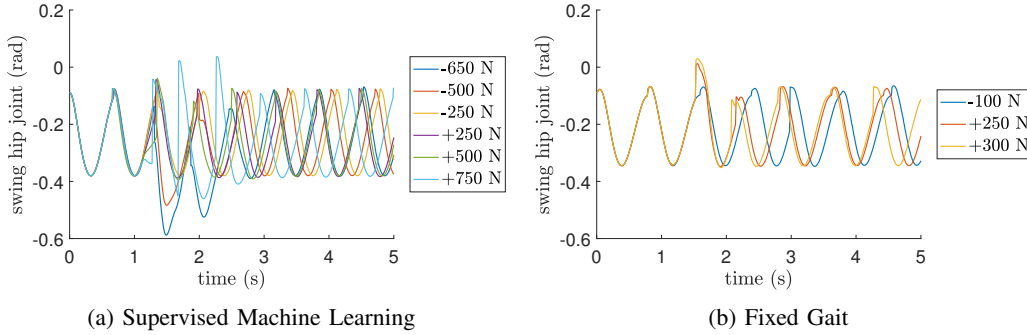 0.2
0
-0.2
-0.4
-0.6
swing hip joint (rad)
0 1 2 3 4 5
time (s)
-650 N
-500 N
-250 N
+250 N
+500 N
+750 N
(a) Supervised Machine Learning
0.2
0
-0.2
-0.4
-0.6
swing hip joint (rad)
0 1 2 3 4 5
time (s)
-100 N
+250 N
+300 N
(b) Fixed Gait